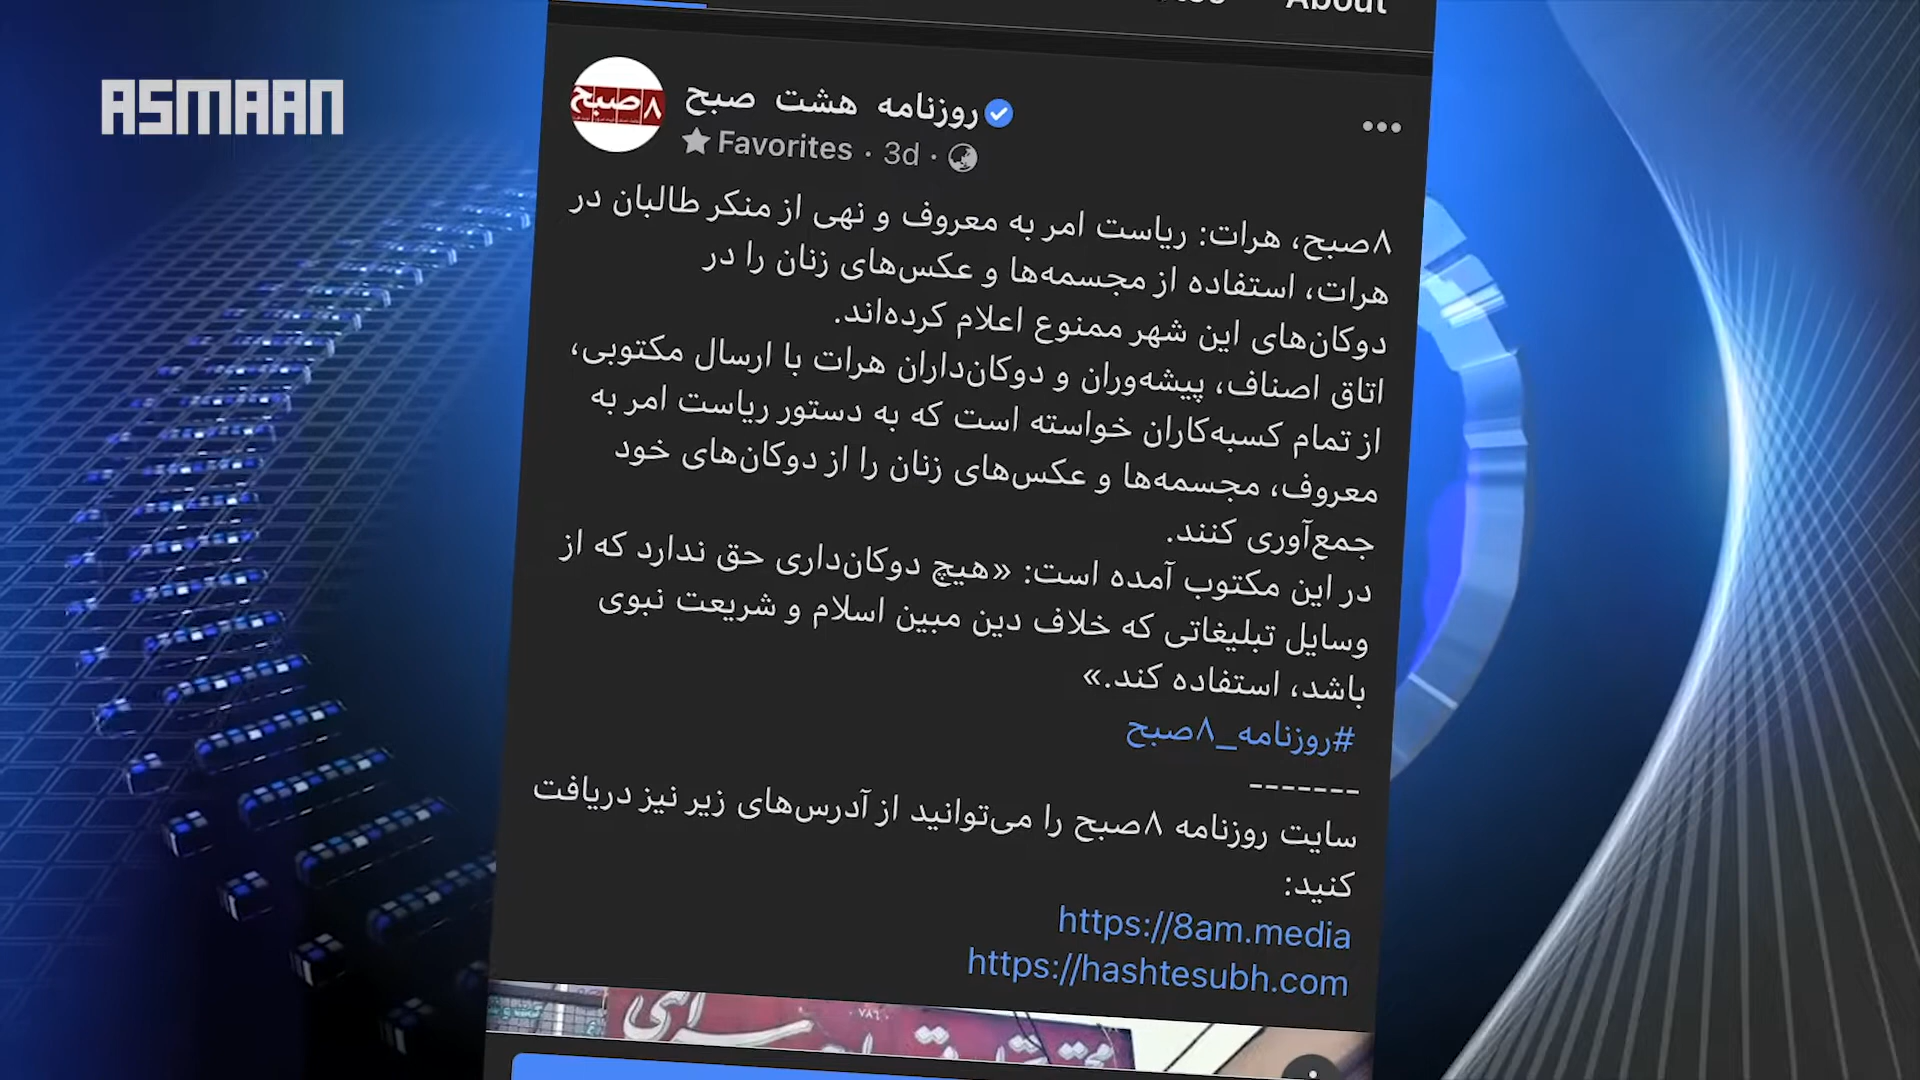 About
ASMAAN
۸صبح
روزنامه هشت صبح
Favorites · 3d ·
۸صبح، هرات: ریاست امر به معروف و نهی از منکر طالبان در
هرات، استفاده از مجسمه‌ها و عکس‌های زنان را در
دوکان‌های این شهر ممنوع اعلام کرده‌اند.
اتاق اصناف، پیشه‌وران و دوکان‌داران هرات با ارسال مکتوبی،
از تمام کسبه‌کاران خواسته است که به دستور ریاست امر به
معروف، مجسمه‌ها و عکس‌های زنان را از دوکان‌های خود
جمع‌آوری کنند.
در این مکتوب آمده است: «هیچ دوکان‌داری حق ندارد که از
وسایل تبلیغاتی که خلاف دین مبین اسلام و شریعت نبوی
باشد، استفاده کند.»
#روزنامه_۸صبح
-------
سایت روزنامه ۸صبح را می‌توانید از آدرس‌های زیر نیز دریافت
کنید:
https://8am.media
https://hashtesubh.com
۷۸۶